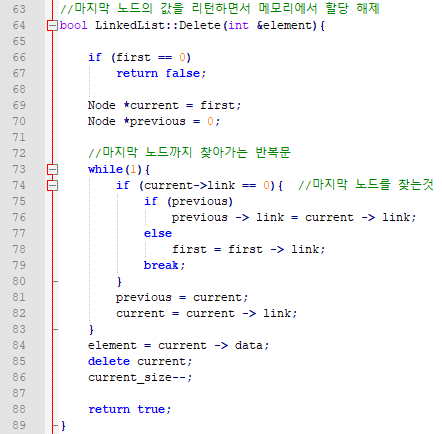 63 //마지막 노드의 값을 리턴하면서 메모리에서 할당 해제
64 bool LinkedList::Delete(int &element){
65
66 if (first == 0)
67 return false;
68
69 Node *current = first;
70 Node *previous = 0;
71
72 //마지막 노드까지 찾아가는 반복문
73 while(1){
74 if (current->link == 0){ //마지막 노드를 찾는것
75 if (previous)
76 previous -> link = current -> link;
77 else
78 first = first -> link;
79 break;
80 }
81 previous = current;
82 current = current -> link;
83 }
84 element = current -> data;
85 delete current;
86 current_size--;
87
88 return true;
89 }